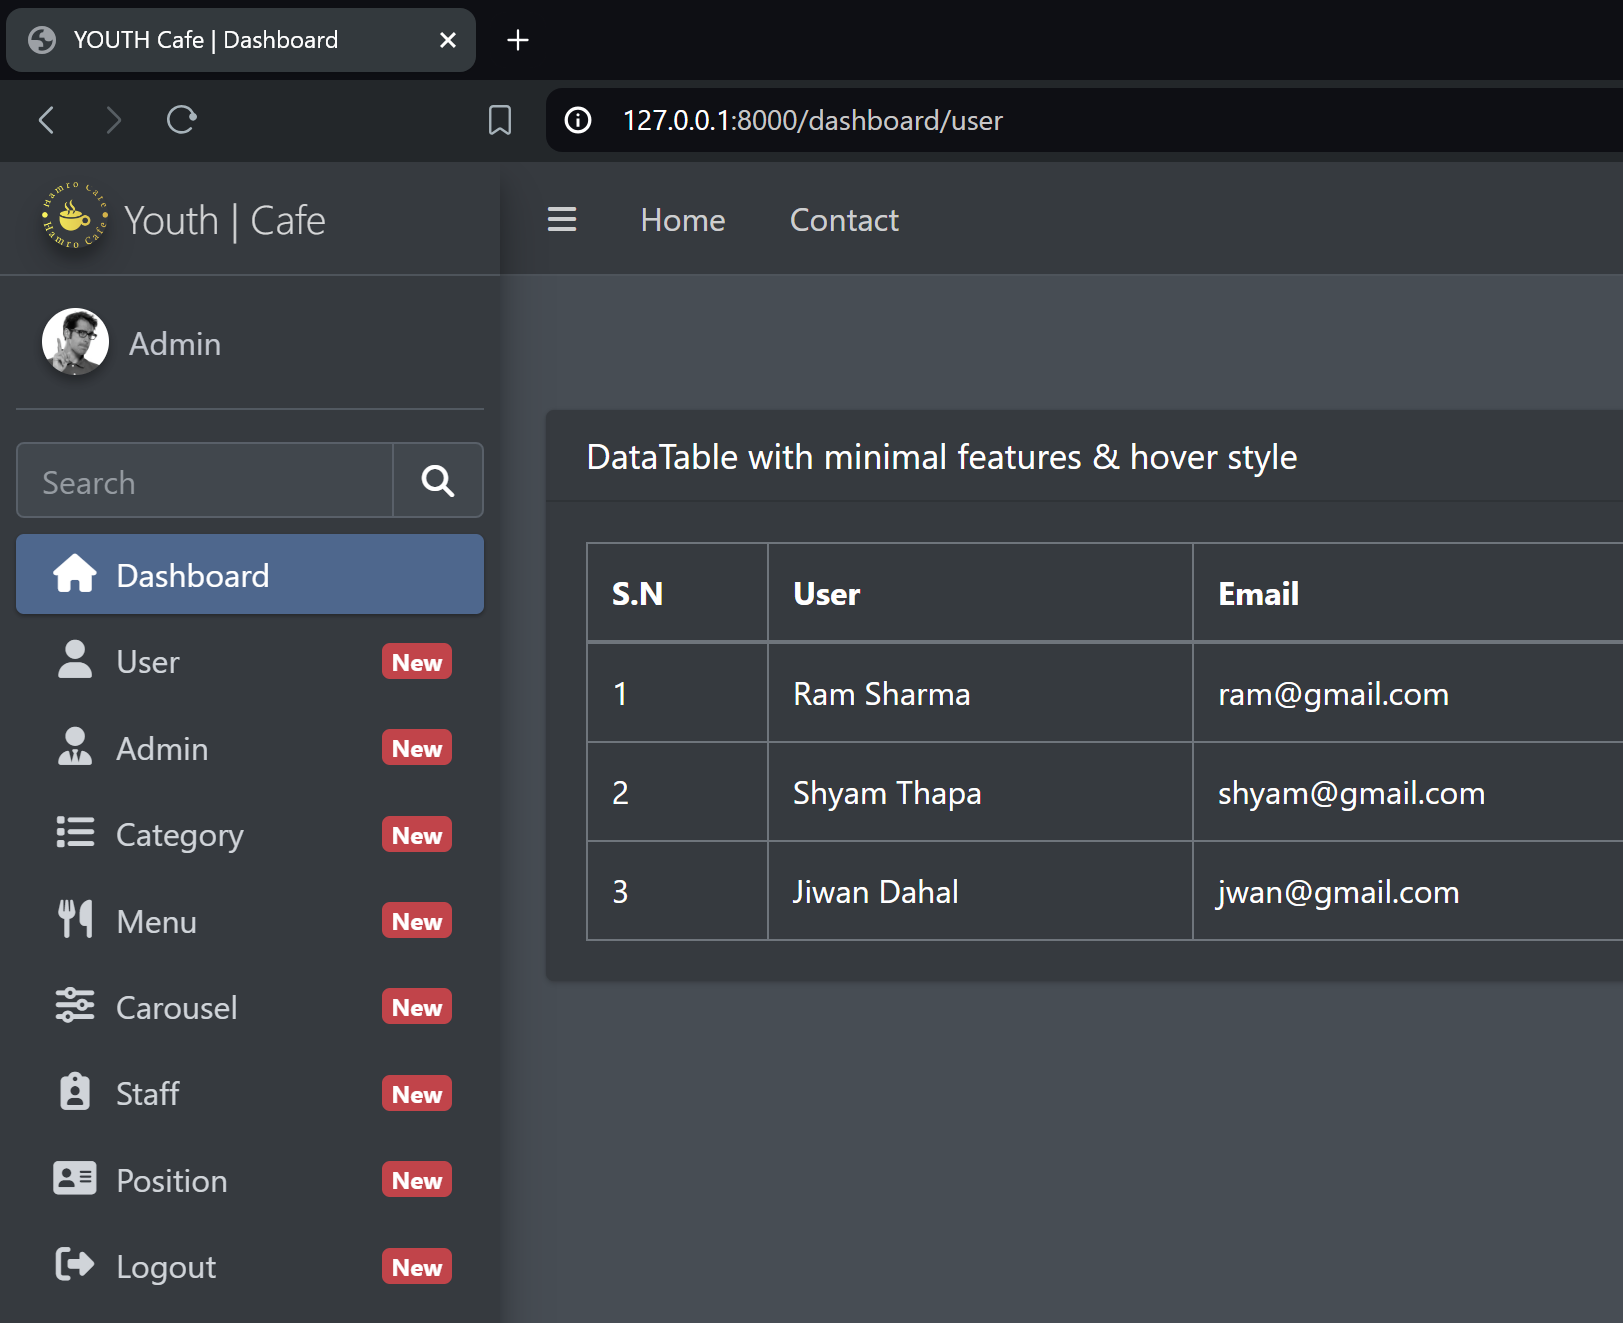 YOUTH Cafe | Dashboard
127.0.0.1:8000/dashboard/user
Hamro Cafe
Hamro Cafe
Youth | Cafe
Home
Contact
Admin
Search
Dashboard
User New
Admin New
Category New
Menu New
Carousel New
Staff New
Position New
Logout New
DataTable with minimal features & hover style
S.N User Email
1 Ram Sharma ram@gmail.com
2 Shyam Thapa shyam@gmail.com
3 Jiwan Dahal jwan@gmail.com